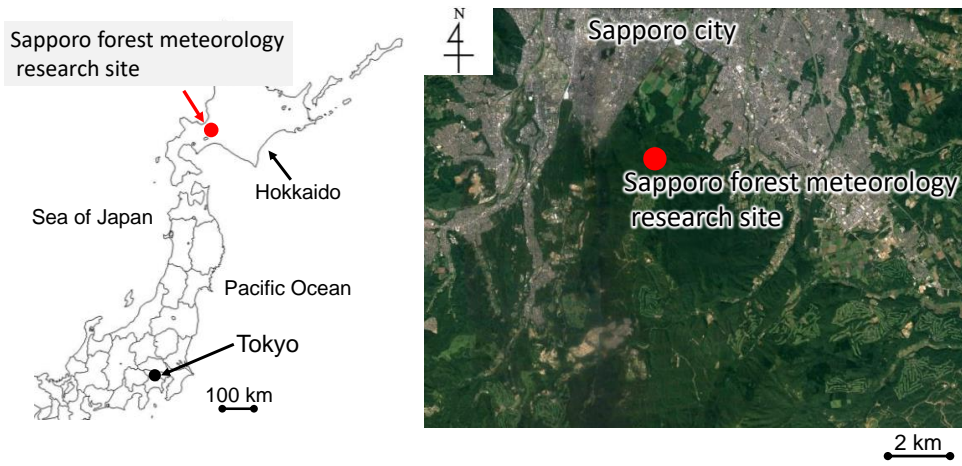 Sapporo forest meteorology
research site
Hokkaido
Sea of Japan
Pacific Ocean
Tokyo
100 km
N
Sapporo city
Sapporo forest meteorology
research site
2 km